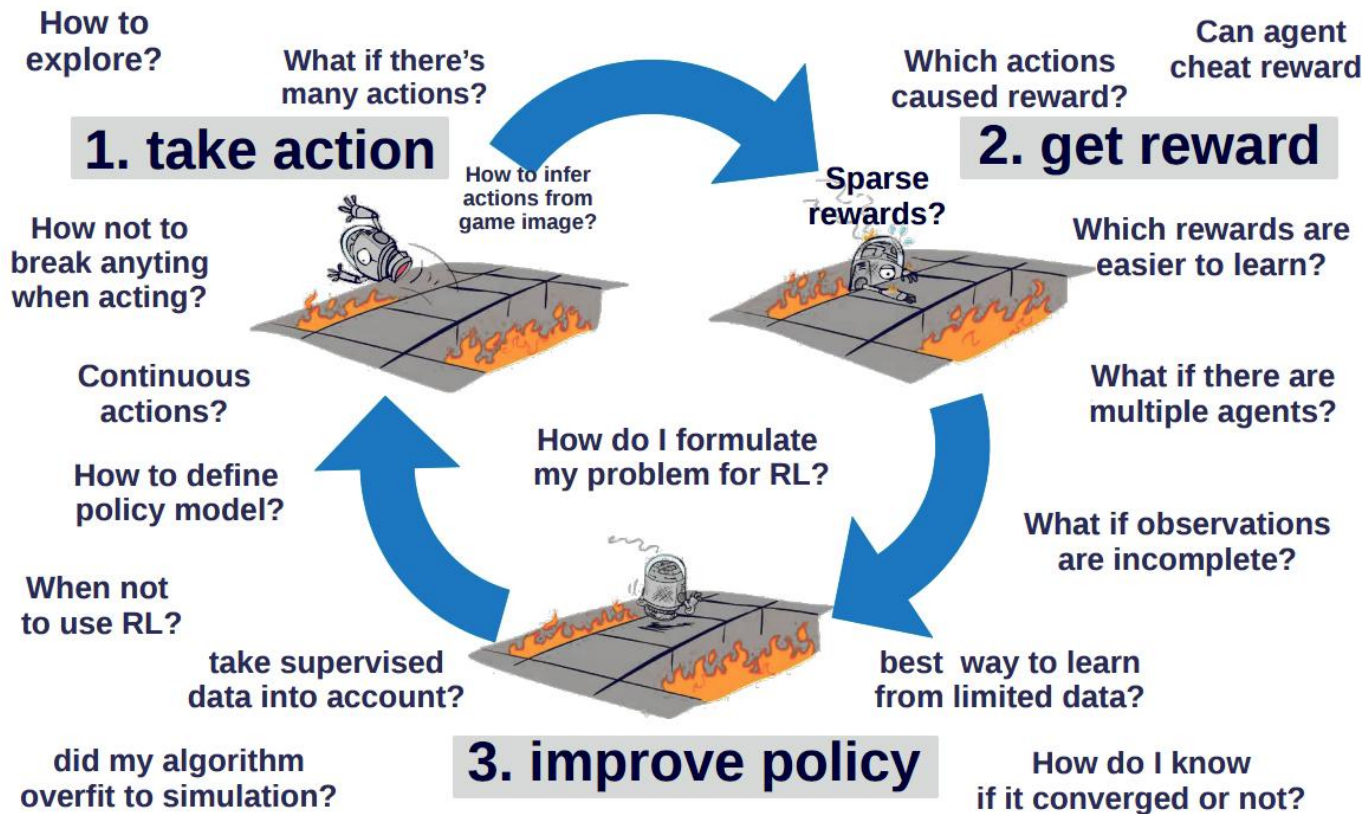 How to
explore?
What if there's
many actions?
Which actions
caused reward?
Can agent
cheat reward
1. take action
2. get reward
How to infer
actions from
game image?
Sparse
rewards?
How not to
break anyting
when acting?
Which rewards are
easier to learn?
Continuous
actions?
What if there are
multiple agents?
How do I formulate
my problem for RL?
How to define
policy model?
What if observations
are incomplete?
When not
to use RL?
take supervised
data into account?
best way to learn
from limited data?
3. improve policy
did my algorithm
overfit to simulation?
How do I know
if it converged or not?